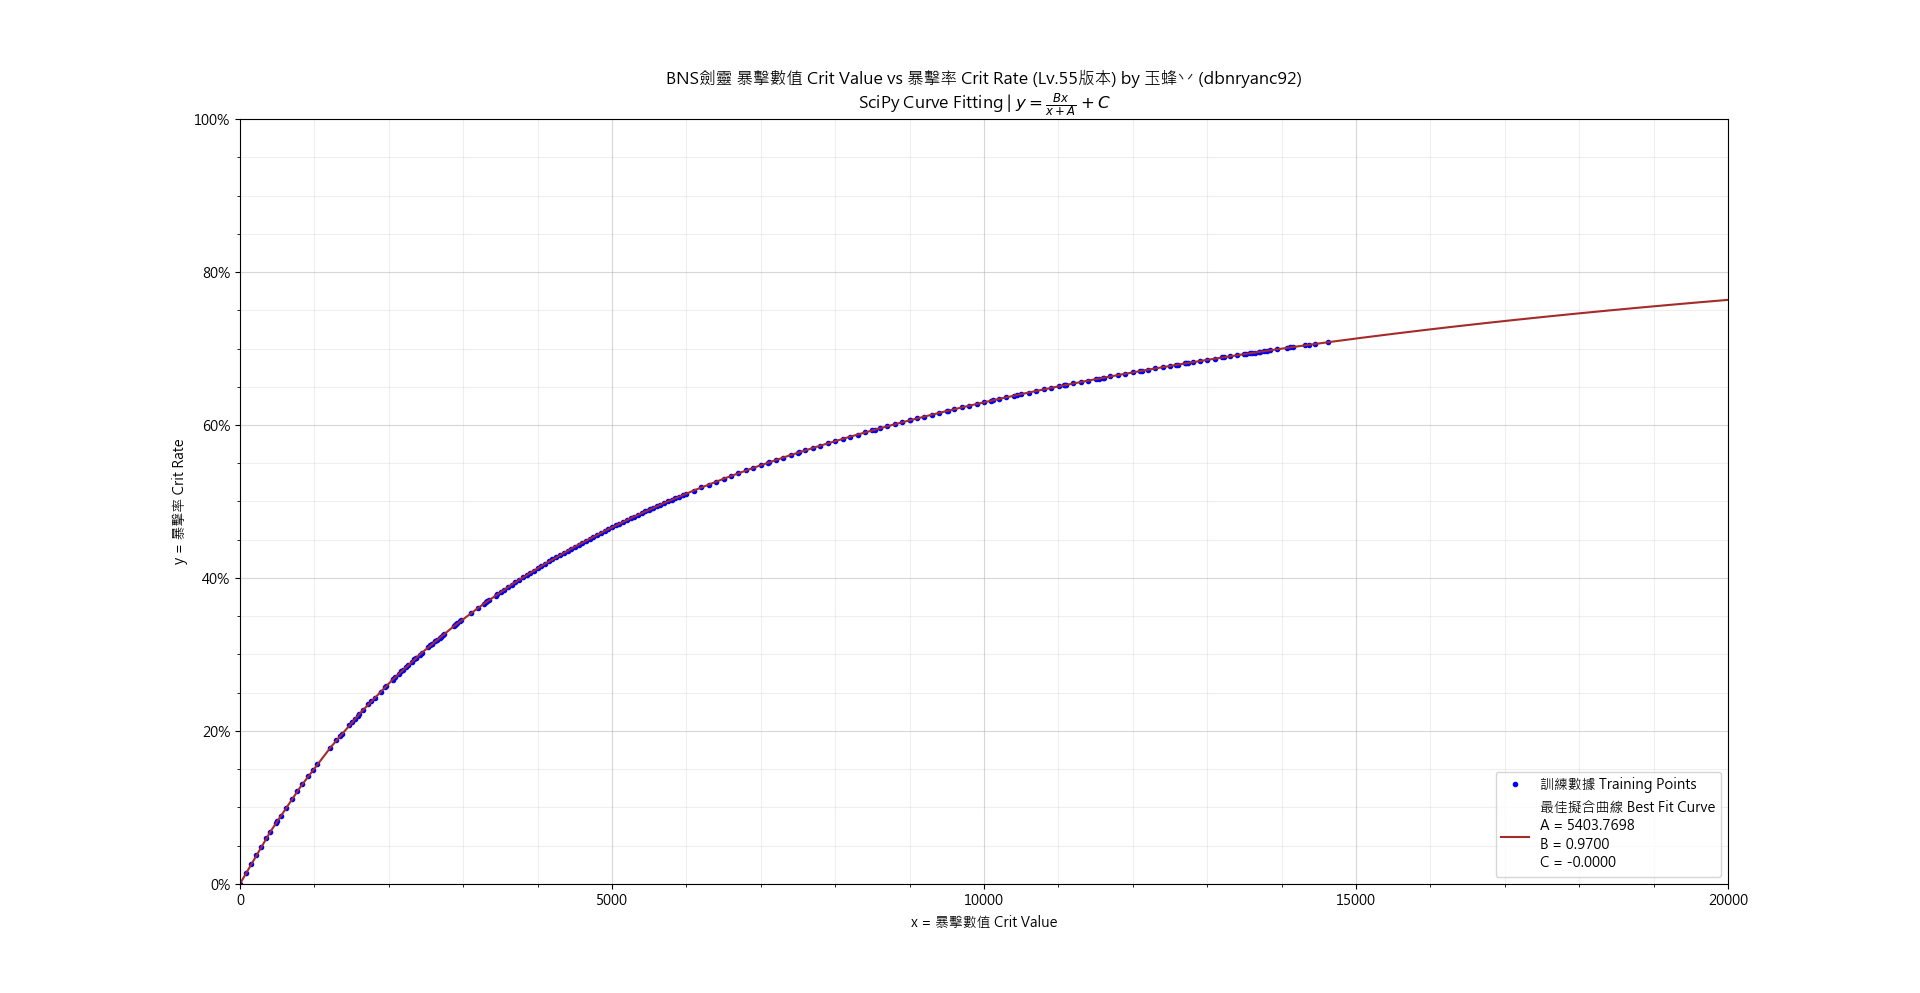 BNS劍靈 暴擊數值 Crit Value vs 暴擊率 Crit Rate (Lv.55版本) by 玉蜂丷 (dbnryanc92)
SciPy Curve Fitting | y = Bx/(x + A) + C
100%
80%
60%
40%
20%
0%
y = 暴擊率 Crit Rate
0
5000
10000
15000
20000
x = 暴擊數值 Crit Value
訓練數據 Training Points
最佳擬合曲線 Best Fit Curve
A = 5403.7698
B = 0.9700
C = -0.0000